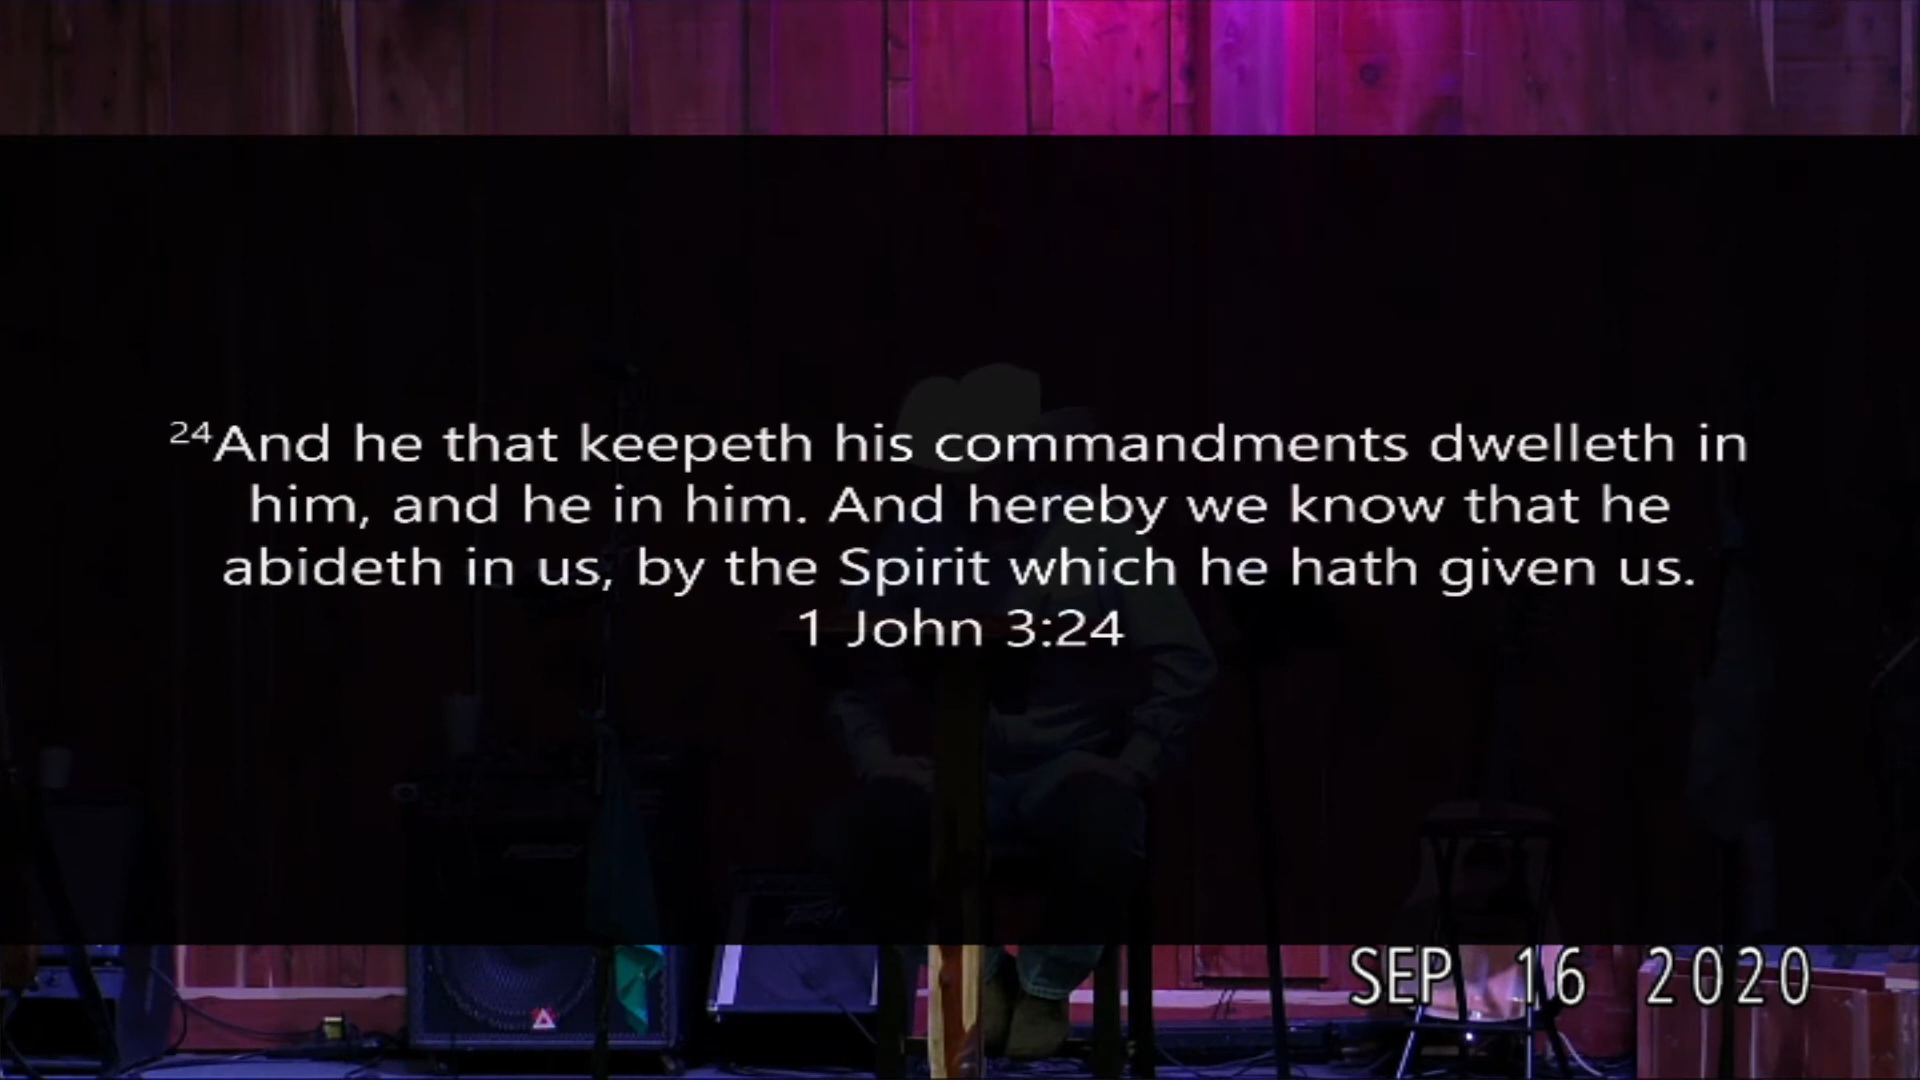 24And he that keepeth his commandments dwelleth in
him, and he in him. And hereby we know that he
abideth in us, by the Spirit which he hath given us.
1 John 3:24
SEP 16 2020